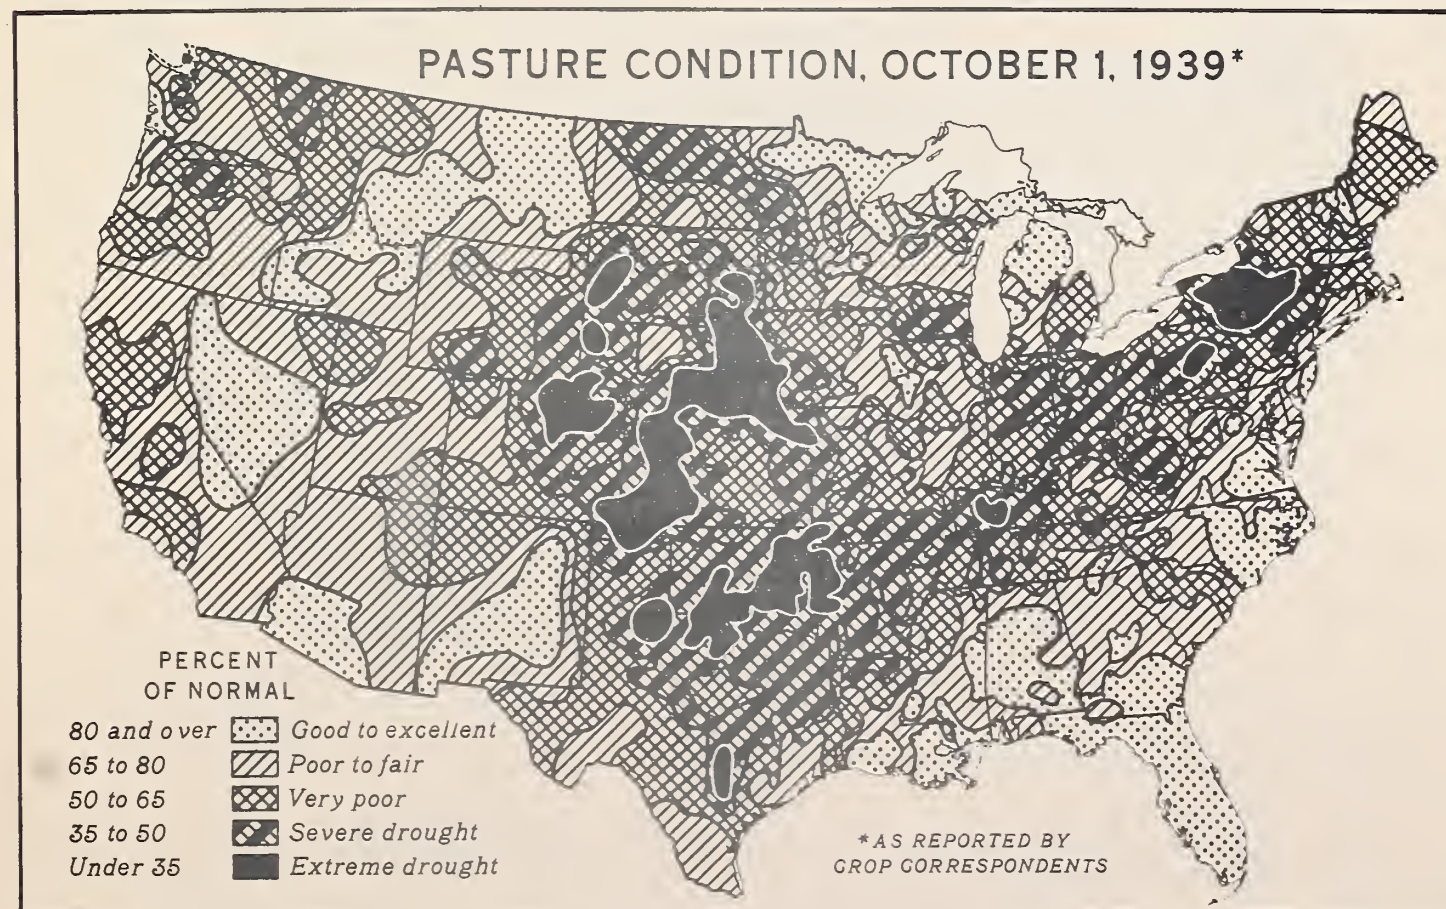 PASTURE CONDITION, OCTOBER 1, 1939*
PERCENT
OF NORMAL
80 and over Good to excellent
65 to 80 Poor to fair
50 to 65 Very poor
35 to 50 Severe drought
Under 35 Extreme drought
*AS REPORTED BY
CROP CORRESPONDENTS